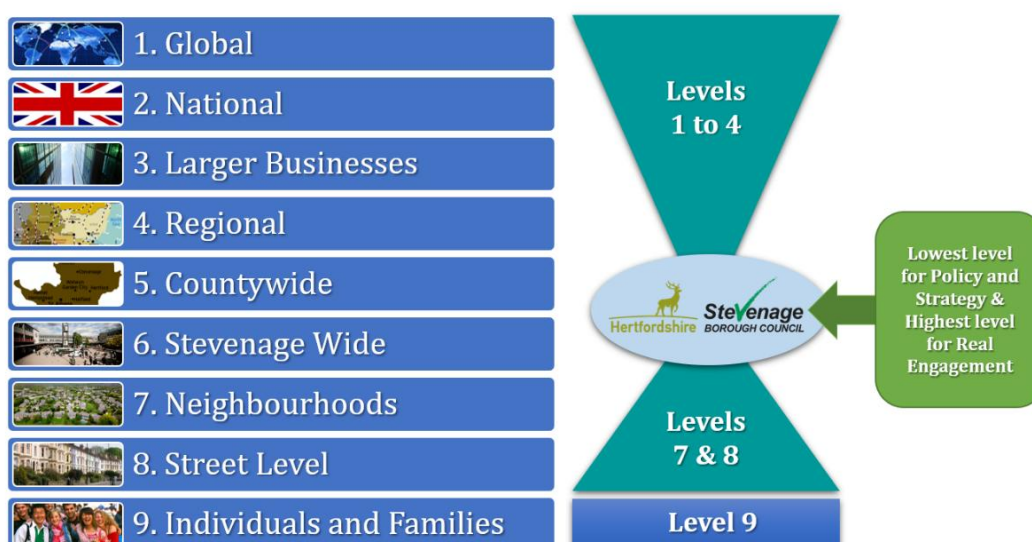 1. Global
2. National
3. Larger Businesses
4. Regional
5. Countywide
6. Stevenage Wide
7. Neighbourhoods
8. Street Level
9. Individuals and Families
Levels
1 to 4
Hertfordshire
Stevenage
BOROUGH COUNCIL
Levels
7 & 8
Level 9
Lowest level
for Policy and
Strategy &
Highest level
for Real
Engagement